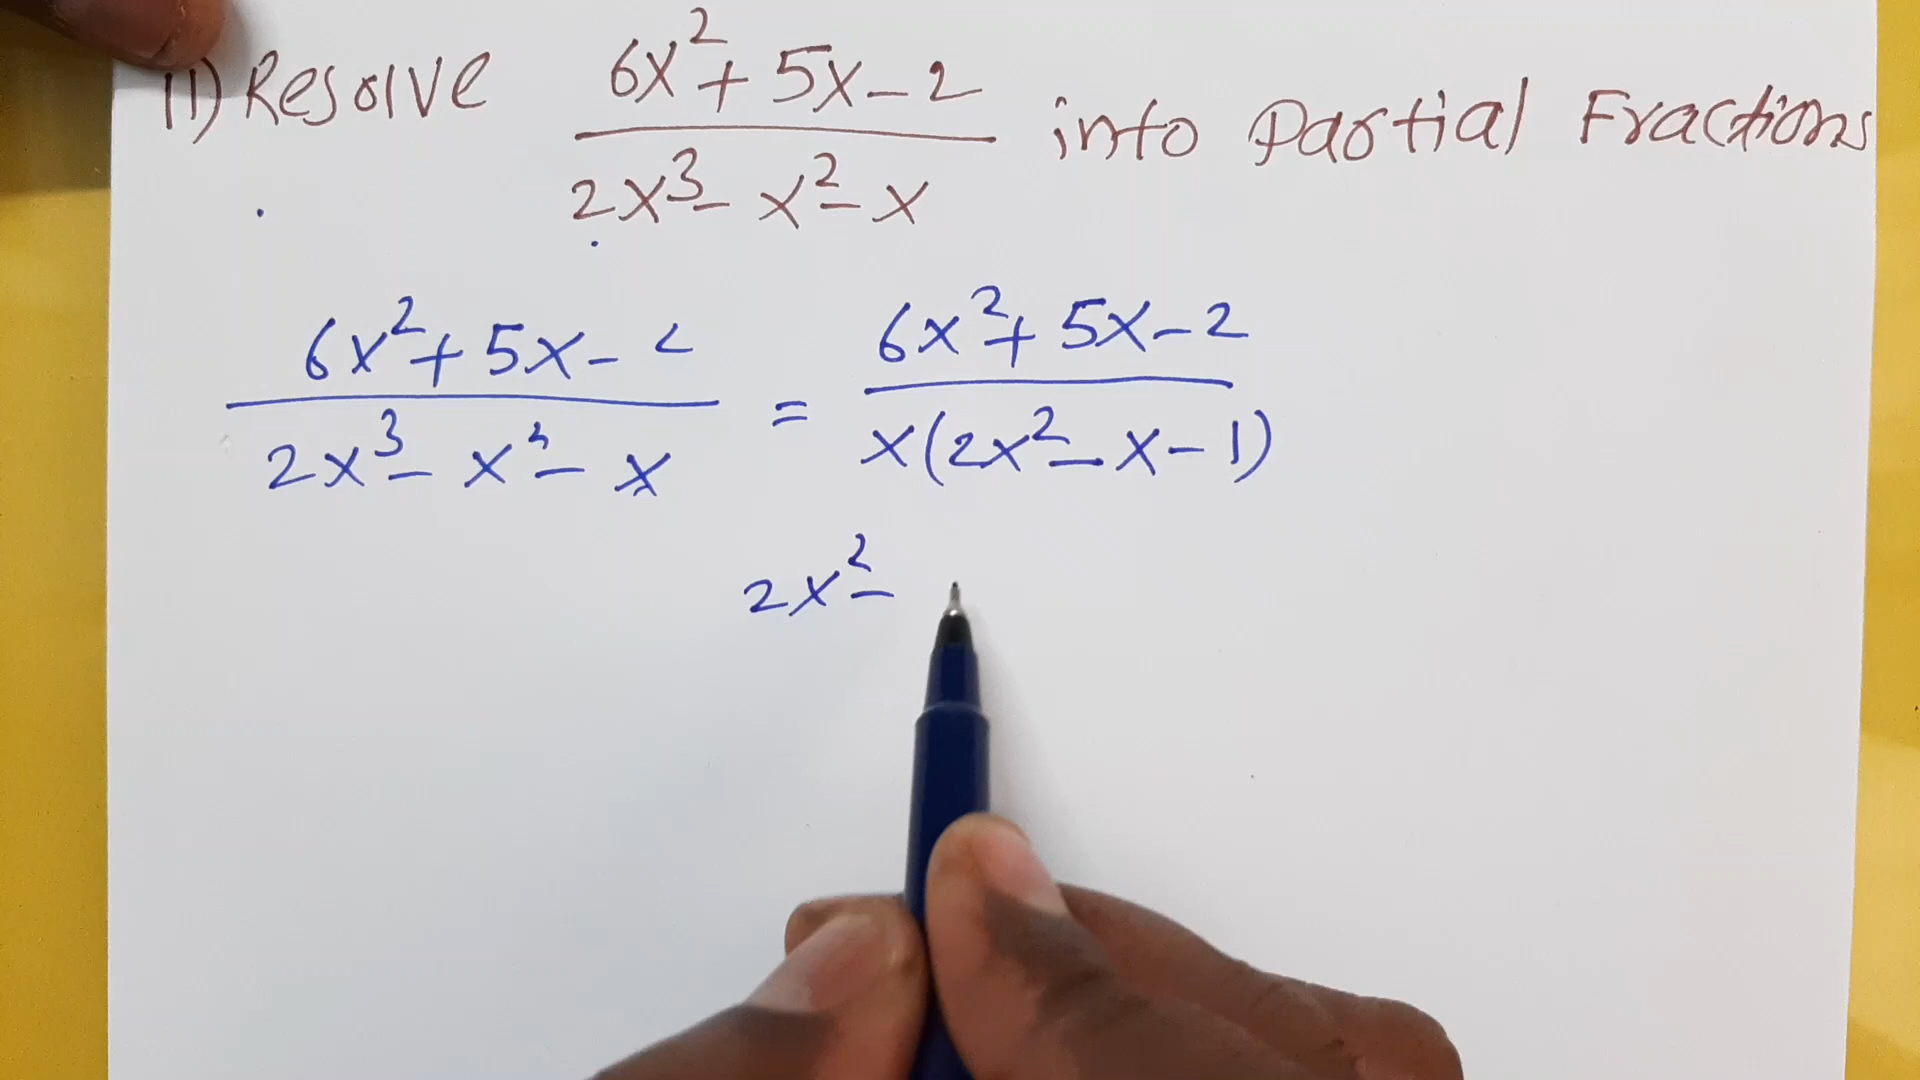 11) Resolve 6x² + 5x - 2 / 2x³ - x² - x into Partial Fractions
6x² + 5x - 2 / 2x³ - x² - x = 6x² + 5x - 2 / x(2x² - x - 1)
2x² -